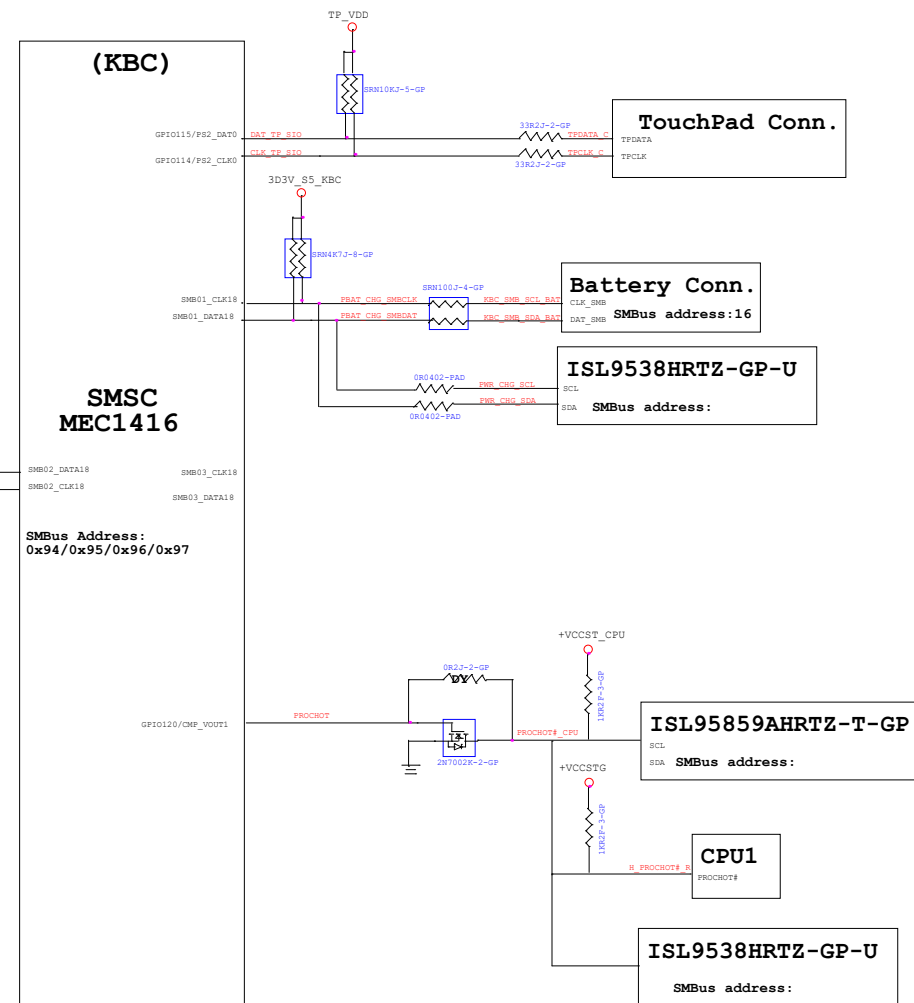 TP_VDD
(KBC)
SRN10KJ-5-GP
GPIO115/PS2_DAT0
DAT_TP_SIO
33R2J-2-GP
TPDATA_C
TouchPad Conn.
TPDATA
GPIO114/PS2_CLK0
CLK_TP_SIO
33R2J-2-GP
TPCLK_C
TPCLK
3D3V_S5_KBC
SRN4K7J-8-GP
SRN100J-4-GP
Battery Conn.
SMB01_CLK18
PBAT_CHG_SMBCLK
KBC_SMB_SCL_BAT
CLK_SMB
SMBus address:16
SMB01_DATA18
PBAT_CHG_SMBDAT
KBC_SMB_SDA_BAT
DAT_SMB
ISL9538HRTZ-GP-U
0R0402-PAD
PWR_CHG_SCL
SCL
PWR_CHG_SDA
SDA
SMBus address:
0R0402-PAD
SMSC
MEC1416
SMB02_DATA18
SMB03_CLK18
SMB02_CLK18
SMB03_DATA18
SMBus Address:
0x94/0x95/0x96/0x97
+VCCST_CPU
0R2J-2-GP
DY
1KR2F-3-GP
GPIO120/CMP_VOUT1
PROCHOT
2N7002K-2-GP
PROCHOT#_CPU
ISL95859AHRTZ-T-GP
SCL
SDA
SMBus address:
+VCCSTG
1KR2F-3-GP
H_PROCHOT#_R
CPU1
PROCHOT#
ISL9538HRTZ-GP-U
SMBus address: